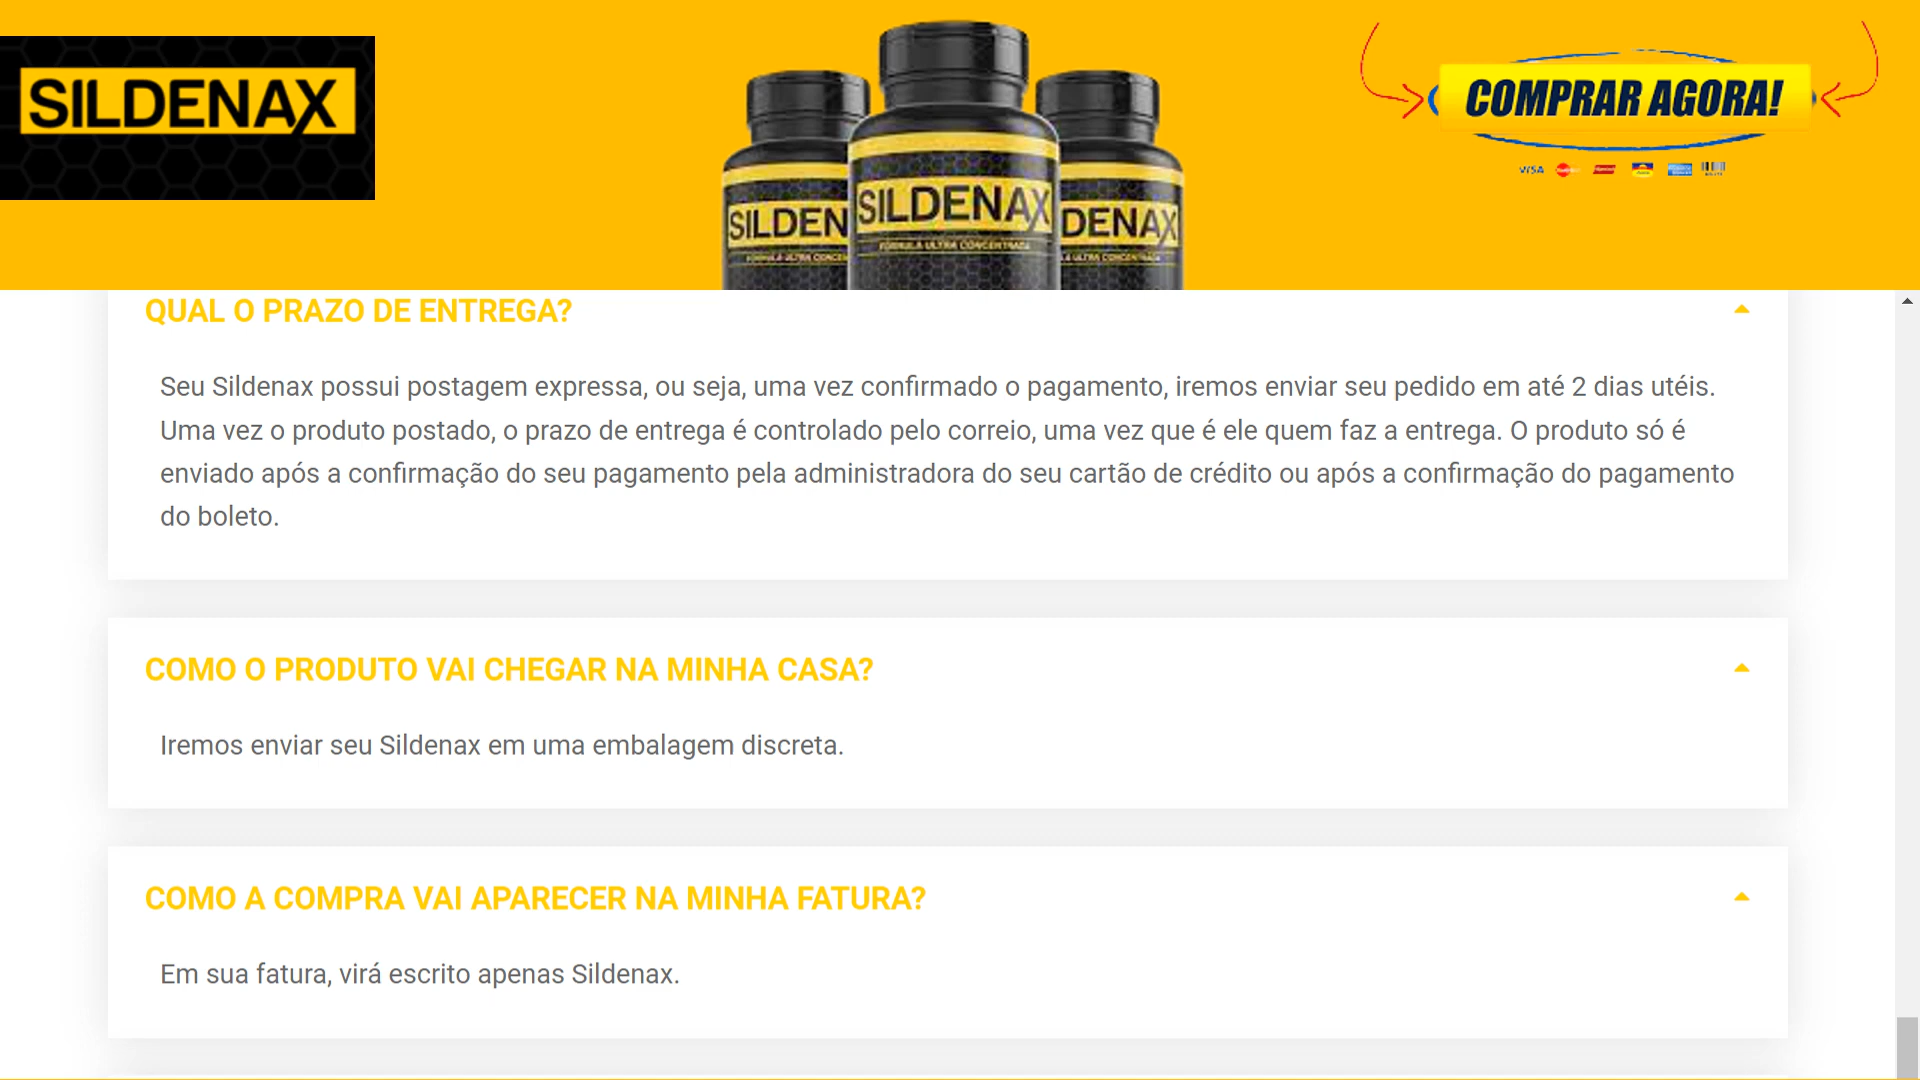 SILDENAX
SILDEN
SILDENAX
DENAX
FÓRMULA ULTRA CONCENTRADA
COMPRAR AGORA!
VISA
QUAL O PRAZO DE ENTREGA?
Seu Sildenax possui postagem expressa, ou seja, uma vez confirmado o pagamento, iremos enviar seu pedido em até 2 dias utéis.
Uma vez o produto postado, o prazo de entrega é controlado pelo correio, uma vez que é ele quem faz a entrega. O produto só é
enviado após a confirmação do seu pagamento pela administradora do seu cartão de crédito ou após a confirmação do pagamento
do boleto.
COMO O PRODUTO VAI CHEGAR NA MINHA CASA?
Iremos enviar seu Sildenax em uma embalagem discreta.
COMO A COMPRA VAI APARECER NA MINHA FATURA?
Em sua fatura, virá escrito apenas Sildenax.